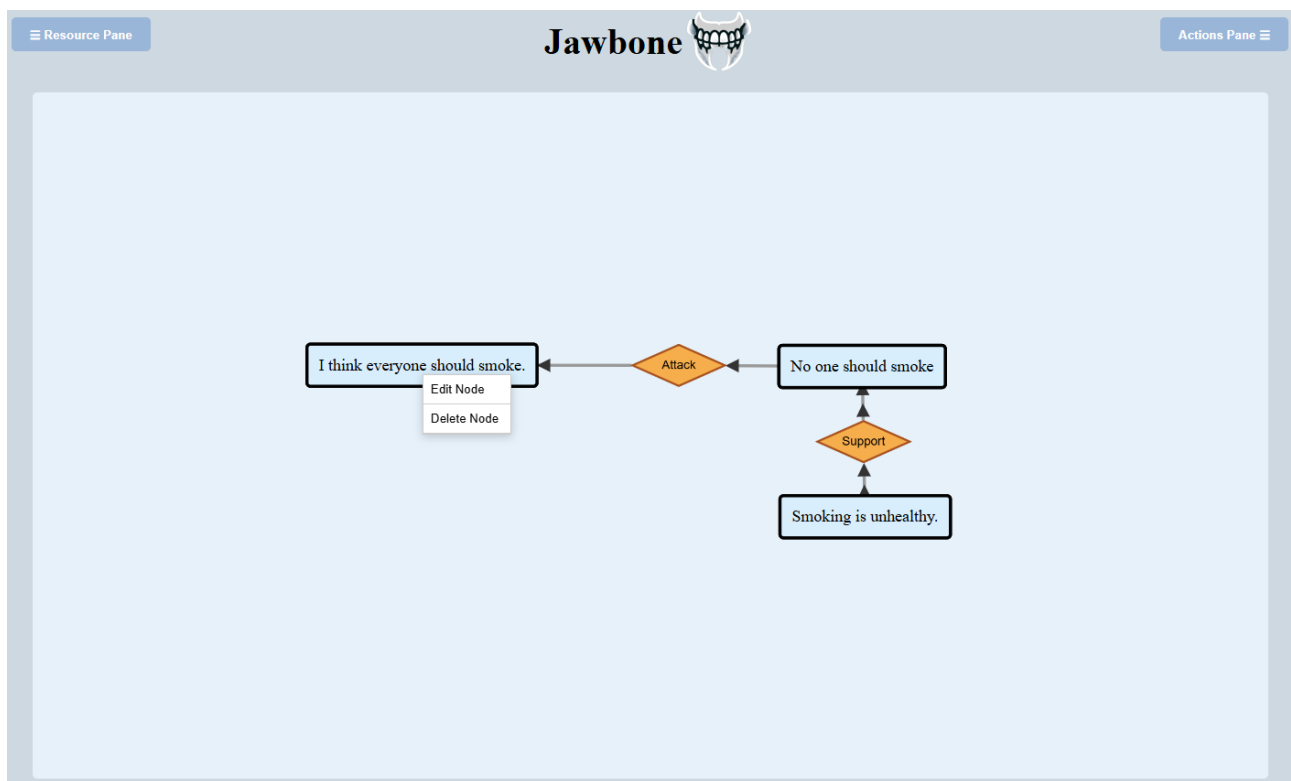 ☰ Resource Pane
Jawbone
Actions Pane ☰
I think everyone should smoke.
Attack
No one should smoke
Edit Node
Delete Node
Support
Smoking is unhealthy.